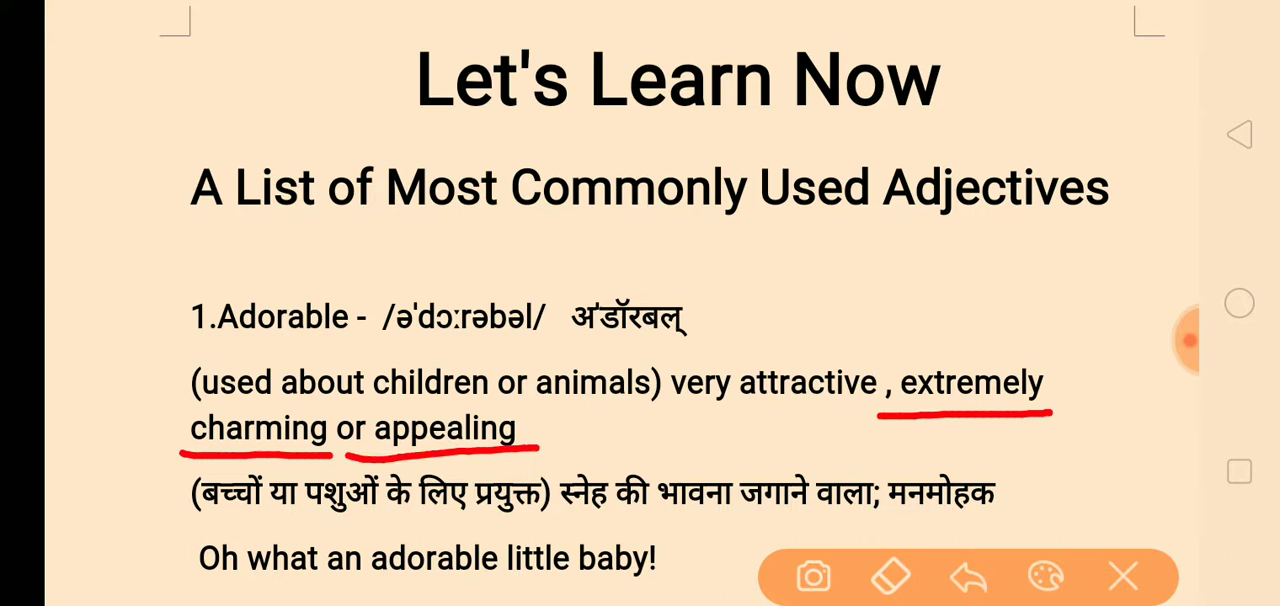 Let's Learn Now
A List of Most Commonly Used Adjectives
1.Adorable - /ə'dɔːrəbəl/ अ'डॉरबल्
(used about children or animals) very attractive , extremely
charming or appealing
(बच्चों या पशुओं के लिए प्रयुक्त) स्नेह की भावना जगाने वाला; मनमोहक
Oh what an adorable little baby!